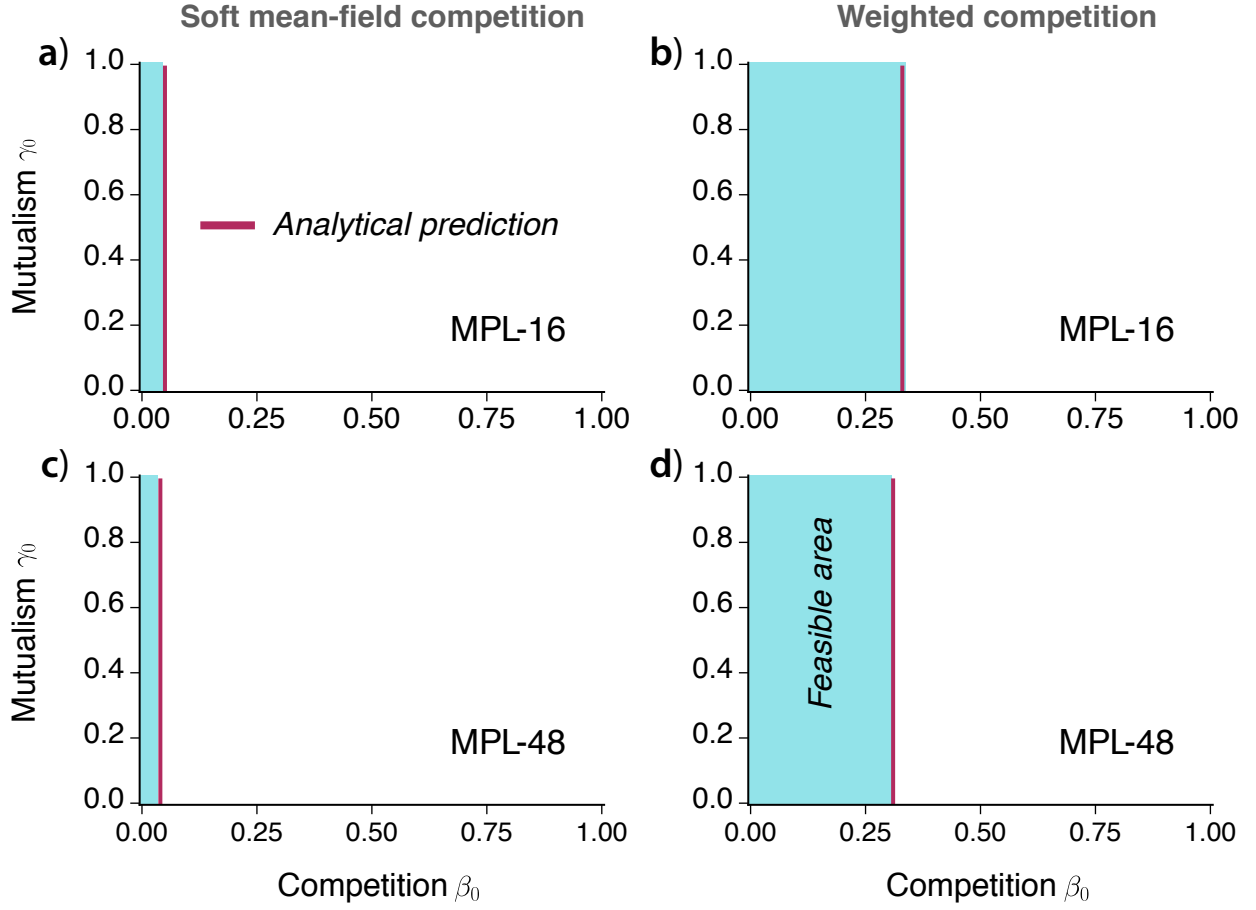 Soft mean-field competition
Weighted competition
a)
1.0
0.8
0.6
0.4
0.2
0.0
Mutualism γ₀
Analytical prediction
MPL-16
0.00 0.25 0.50 0.75 1.00
b)
1.0
0.8
0.6
0.4
0.2
0.0
MPL-16
0.00 0.25 0.50 0.75 1.00
c)
1.0
0.8
0.6
0.4
0.2
0.0
Mutualism γ₀
MPL-48
0.00 0.25 0.50 0.75 1.00
Competition β₀
d)
1.0
0.8
0.6
0.4
0.2
0.0
Feasible area
MPL-48
0.00 0.25 0.50 0.75 1.00
Competition β₀